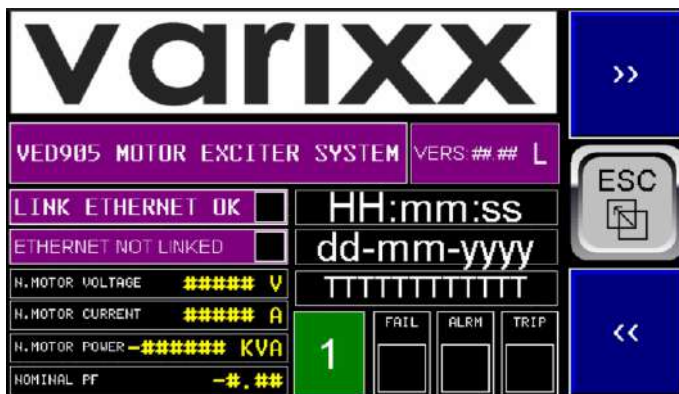 varixx
>>
VED905 MOTOR EXCITER SYSTEM
VERS:##.## L
ESC
LINK ETHERNET OK
HH:mm:ss
ETHERNET NOT LINKED
dd-mm-yyyy
N.MOTOR VOLTAGE ##### V
TTTTTTTTTTTT
N.MOTOR CURRENT ##### A
1
FAIL ALRM TRIP
<<
N.MOTOR POWER -###### KVA
NOMINAL PF -#.##